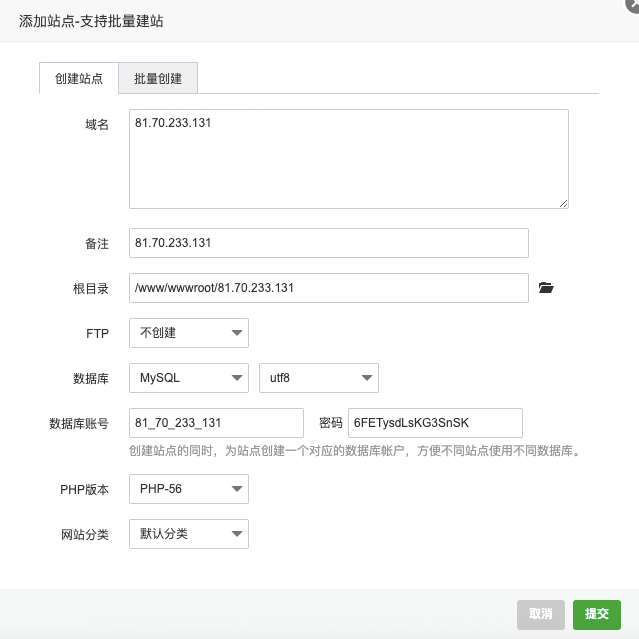 添加站点-支持批量建站
创建站点 批量创建
域名 81.70.233.131
备注 81.70.233.131
根目录 /www/wwwroot/81.70.233.131
FTP 不创建
数据库 MySQL utf8
数据库账号 81_70_233_131 密码 6FETysdLsKG3SnSK
创建站点的同时，为站点创建一个对应的数据库帐户，方便不同站点使用不同数据库。
PHP版本 PHP-56
网站分类 默认分类
取消 提交